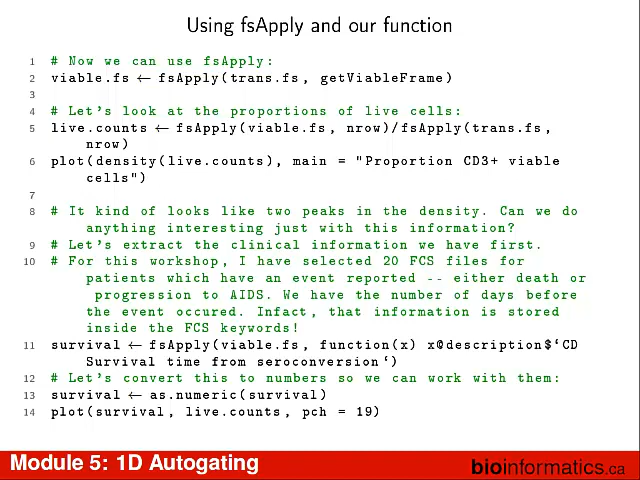 Using fsApply and our function
1 # Now we can use fsApply:
2 viable.fs ← fsApply(trans.fs, getViableFrame)
3
4 # Let's look at the proportions of live cells:
5 live.counts ← fsApply(viable.fs, nrow)/fsApply(trans.fs,
nrow)
6 plot(density(live.counts), main = "Proportion CD3+ viable
cells")
7
8 # It kind of looks like two peaks in the density. Can we do
anything interesting just with this information?
9 # Let's extract the clinical information we have first.
10 # For this workshop, I have selected 20 FCS files for
patients which have an event reported -- either death or
progression to AIDS. We have the number of days before
the event occured. Infact, that information is stored
inside the FCS keywords!
11 survival ← fsApply(viable.fs, function(x) x@description$‘CD
Survival time from seroconversion‘)
12 # Let's convert this to numbers so we can work with them:
13 survival ← as.numeric(survival)
14 plot(survival, live.counts, pch = 19)
Module 5: 1D Autogating
bioinformatics.ca